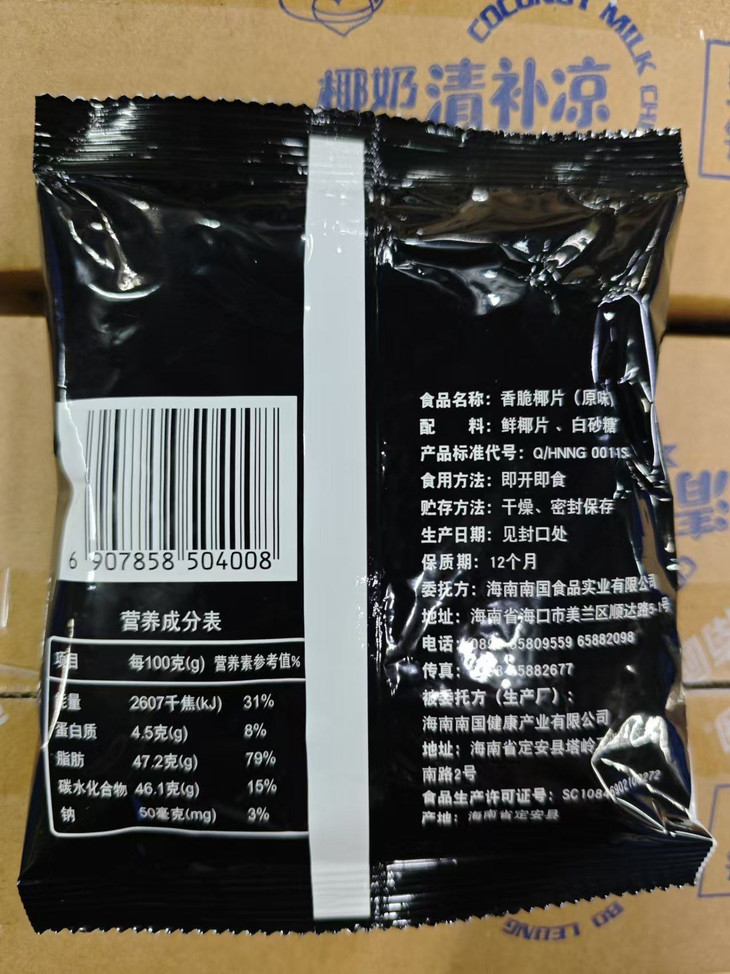 COCONUT MILK CH
椰奶清补凉
6 907858 504008
营养成分表
项目 每100克(g) 营养素参考值%
能量 2607千焦(kJ) 31%
蛋白质 4.5克(g) 8%
脂肪 47.2克(g) 79%
碳水化合物 46.1克(g) 15%
钠 50毫克(mg) 3%
食品名称：香脆椰片（原味
配 料：鲜椰片、白砂糖
产品标准代号：Q/HNNG 0011S
食用方法：即开即食
贮存方法：干燥、密封保存
生产日期：见封口处
保质期：12个月
委托方：海南南国食品实业有限公司
地址：海南省海口市美兰区顺达路5-1号
电话： 65809559 65882098
传真： 65882677
被委托方（生产厂）：
海南南国健康产业有限公司
地址：海南省定安县塔岭
南路2号
食品生产许可证号：
产地：海南省定安县
BO LEUNG